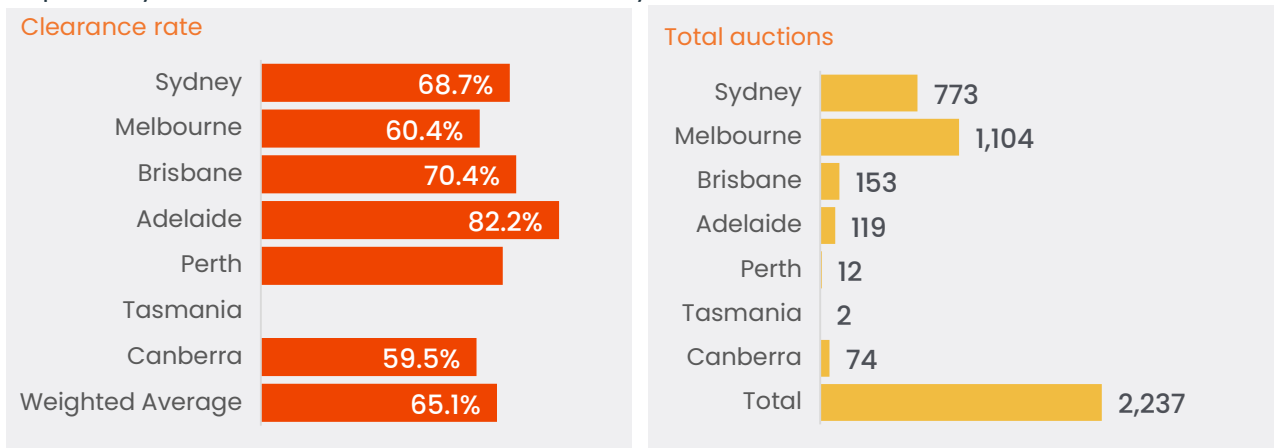 Clearance rate
Sydney 68.7%
Melbourne 60.4%
Brisbane 70.4%
Adelaide 82.2%
Perth
Tasmania
Canberra 59.5%
Weighted Average 65.1%
Total auctions
Sydney 773
Melbourne 1,104
Brisbane 153
Adelaide 119
Perth 12
Tasmania 2
Canberra 74
Total 2,237